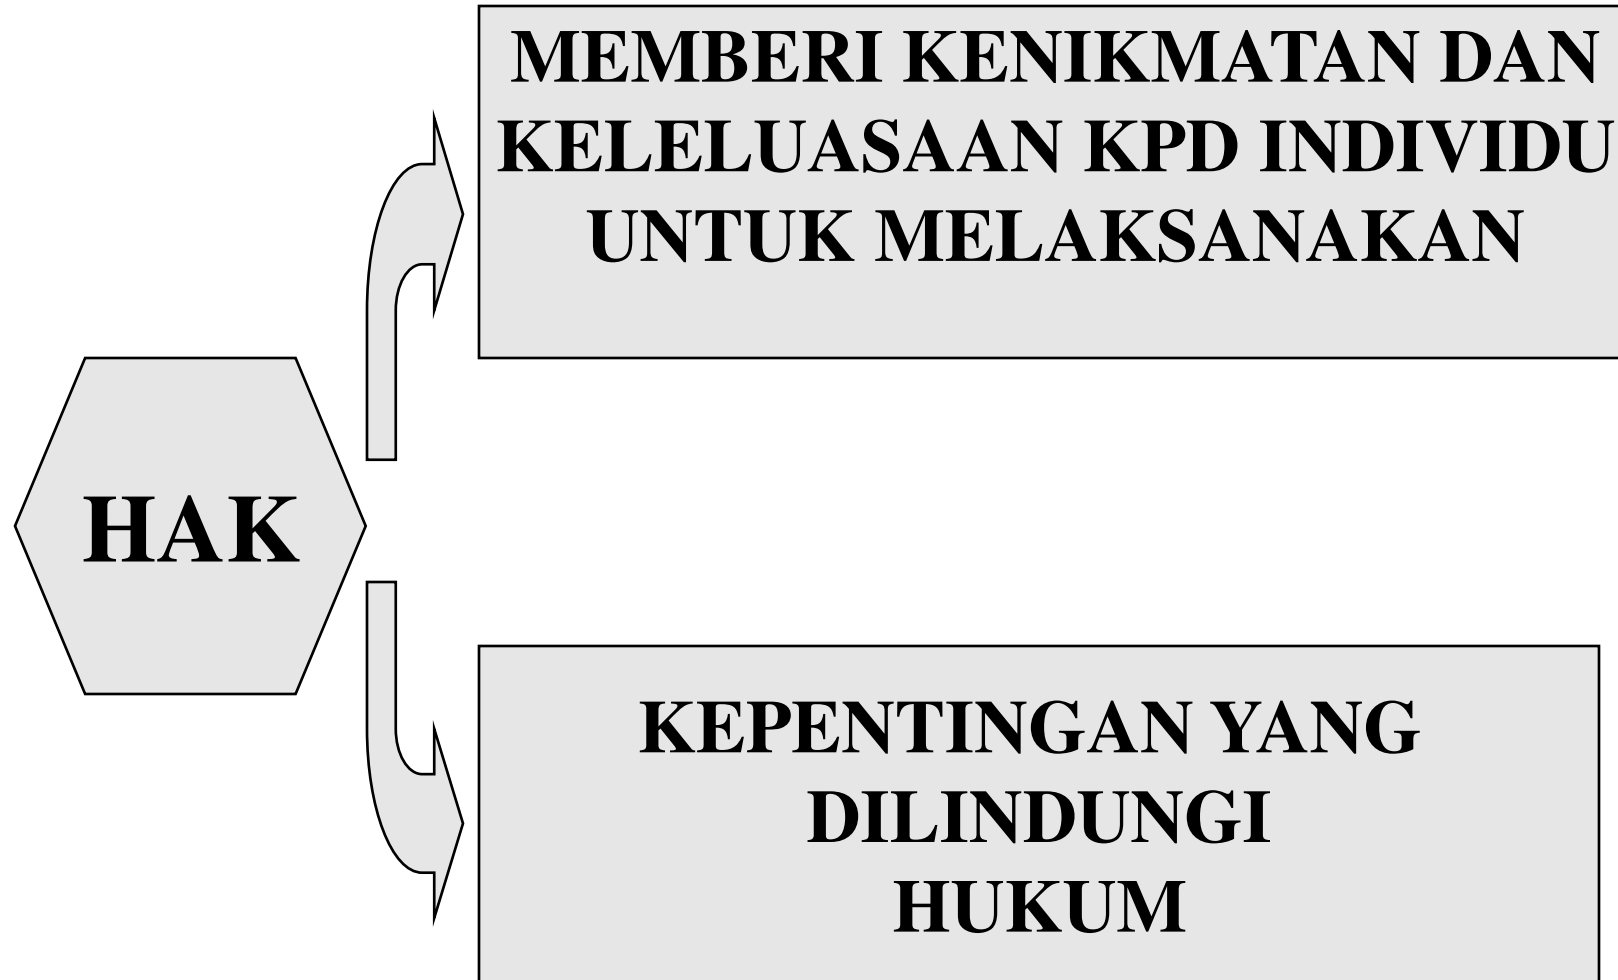 MEMBERI KENIKMATAN DAN
KELELUASAAN KPD INDIVIDU
UNTUK MELAKSANAKAN
HAK
KEPENTINGAN YANG
DILINDUNGI
HUKUM